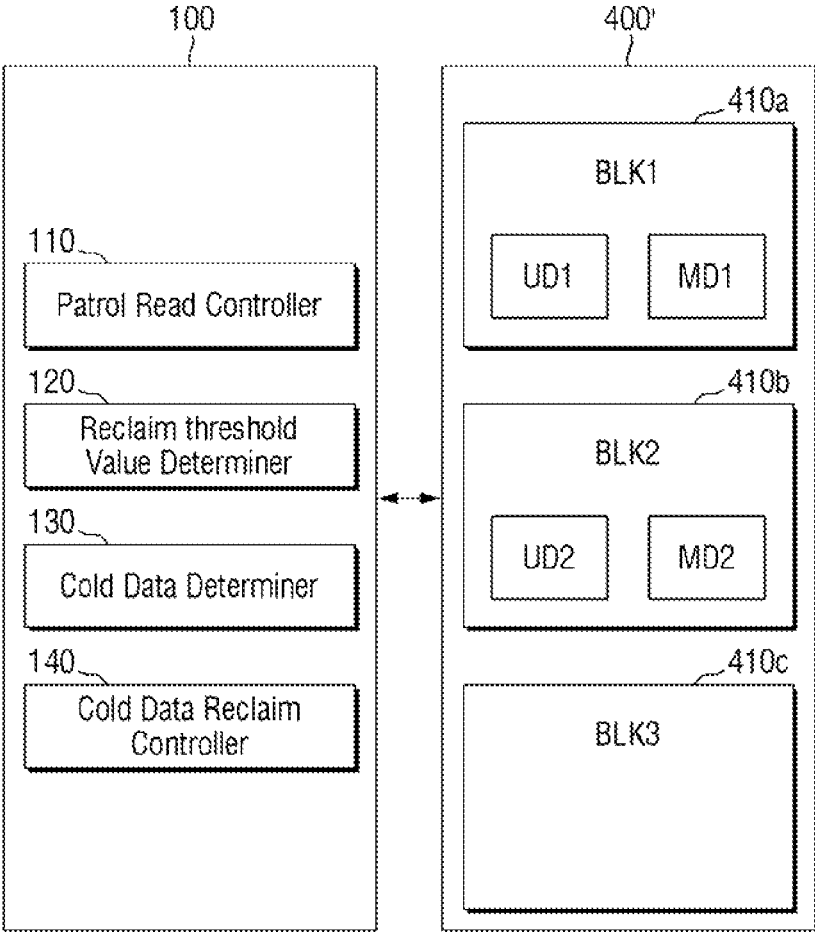 100
400'
110
Patrol Read Controller
120
Reclaim threshold
Value Determiner
130
Cold Data Determiner
140
Cold Data Reclaim
Controller
410a
BLK1
UD1
MD1
410b
BLK2
UD2
MD2
410c
BLK3